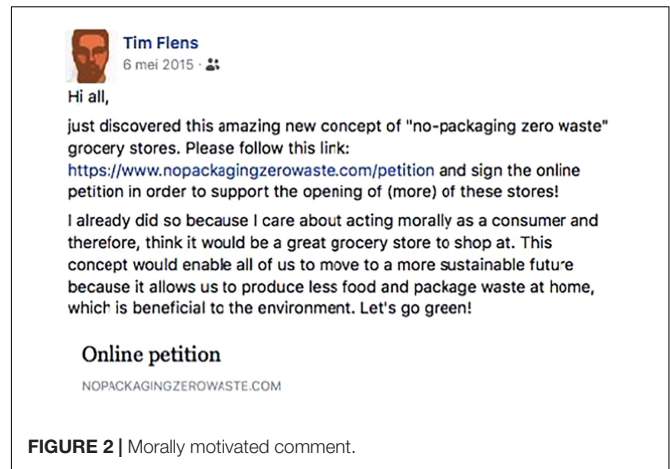 Tim Flens
6 mei 2015 ·
Hi all,
just discovered this amazing new concept of "no-packaging zero waste"
grocery stores. Please follow this link:
https://www.nopackagingzerowaste.com/petition and sign the online
petition in order to support the opening of (more) of these stores!
I already did so because I care about acting morally as a consumer and
therefore, think it would be a great grocery store to shop at. This
concept would enable all of us to move to a more sustainable future
because it allows us to produce less food and package waste at home,
which is beneficial to the environment. Let's go green!
Online petition
NOPACKAGINGZEROWASTE.COM
FIGURE 2 | Morally motivated comment.